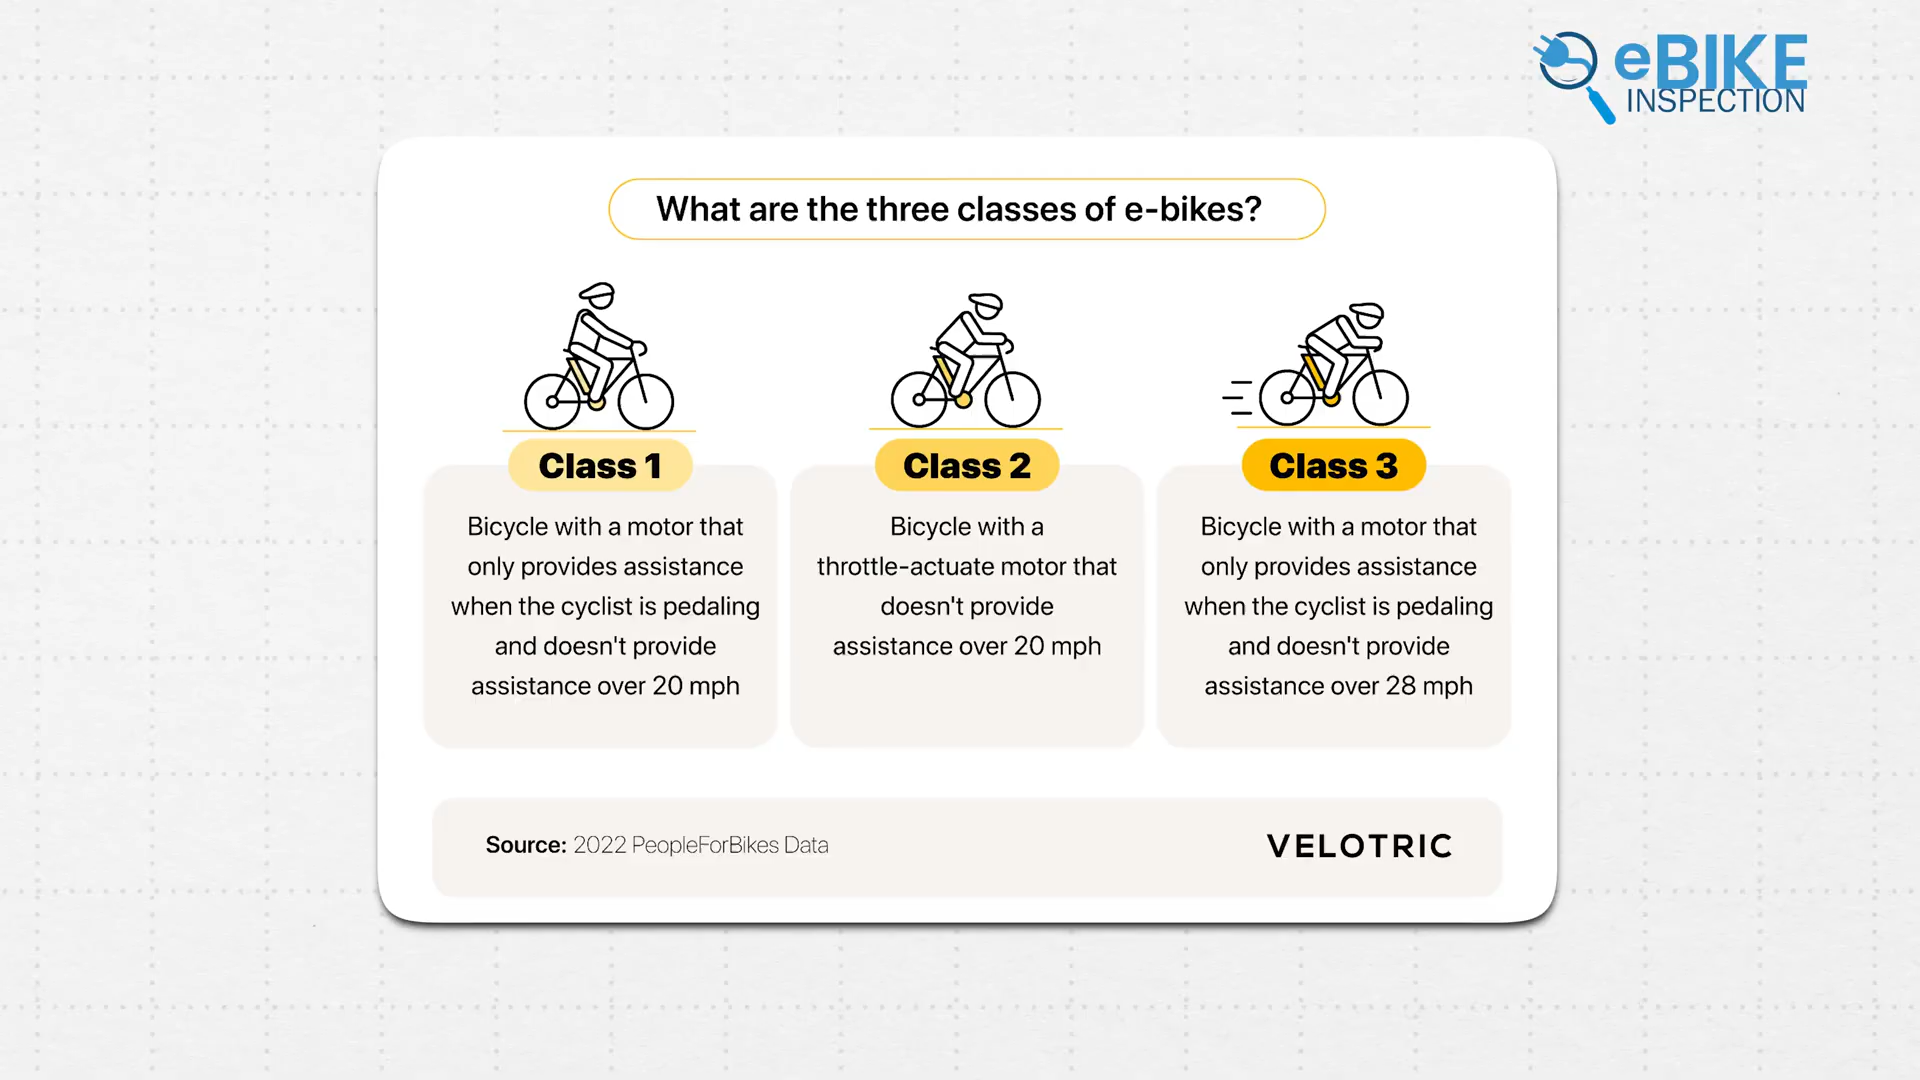 eBIKE
INSPECTION
What are the three classes of e-bikes?
Class 1
Bicycle with a motor that
only provides assistance
when the cyclist is pedaling
and doesn't provide
assistance over 20 mph
Class 2
Bicycle with a
throttle-actuate motor that
doesn't provide
assistance over 20 mph
Class 3
Bicycle with a motor that
only provides assistance
when the cyclist is pedaling
and doesn't provide
assistance over 28 mph
Source: 2022 PeopleForBikes Data
VELOTRIC